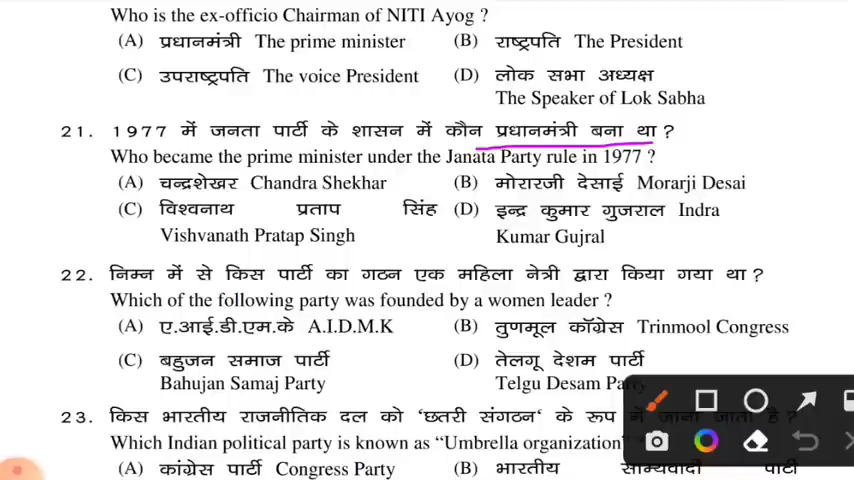 Who is the ex-officio Chairman of NITI Ayog ?
(A) प्रधानमंत्री The prime minister (B) राष्ट्रपति The President
(C) उपराष्ट्रपति The voice President (D) लोक सभा अध्यक्ष
The Speaker of Lok Sabha
21. 1977 में जनता पार्टी के शासन में कौन प्रधानमंत्री बना था ?
Who became the prime minister under the Janata Party rule in 1977 ?
(A) चन्द्रशेखर Chandra Shekhar (B) मोरारजी देसाई Morarji Desai
(C) विश्वनाथ प्रताप सिंह (D) इन्द्र कुमार गुजराल Indra
Vishvanath Pratap Singh Kumar Gujral
22. निम्न में से किस पार्टी का गठन एक महिला नेत्री द्वारा किया गया था ?
Which of the following party was founded by a women leader ?
(A) ए.आई.डी.एम.के A.I.D.M.K (B) तुणमूल कॉंग्रेस Trinmool Congress
(C) बहुजन समाज पार्टी (D) तेलगू देशम पार्टी
Bahujan Samaj Party Telgu Desam Party
23. किस भारतीय राजनीतिक दल को 'छतरी संगठन' के रूप में जाना जाता है ?
Which Indian political party is known as "Umbrella organization"
(A) कांग्रेस पार्टी Congress Party (B) भारतीय साम्यवादी पार्टी